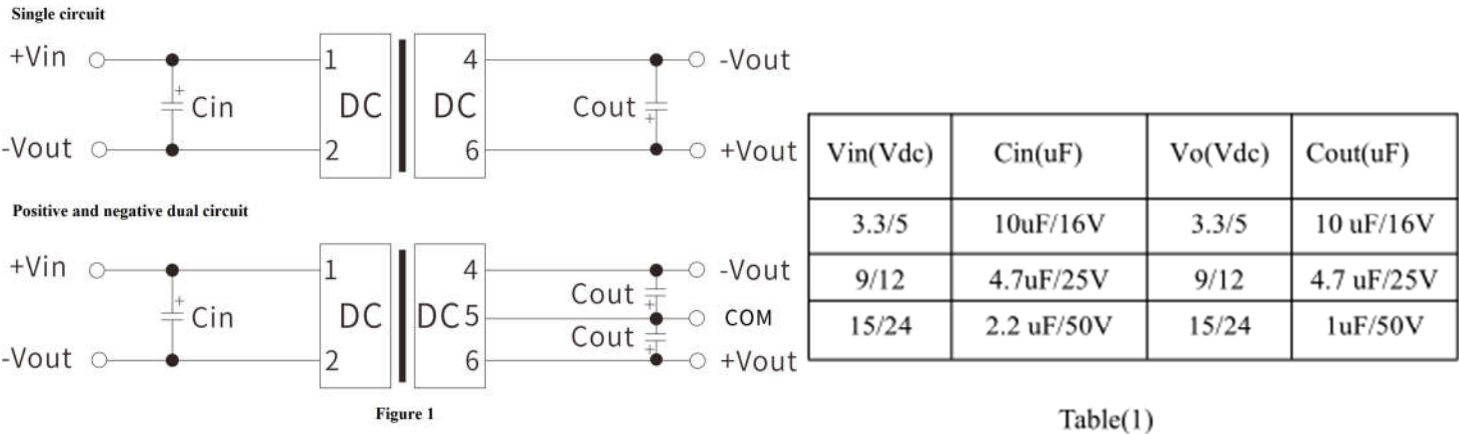 Single circuit
+Vin
1
4
-Vout
+
Cin
DC
DC
Cout
+
-Vout
2
6
+Vout
Positive and negative dual circuit
+Vin
1
4
-Vout
Cout
+
+
Cin
DC
DC
5
COM
Cout
+
-Vout
2
6
+Vout
Figure 1
Vin(Vdc) Cin(uF) Vo(Vdc) Cout(uF)
3.3/5 10uF/16V 3.3/5 10 uF/16V
9/12 4.7uF/25V 9/12 4.7 uF/25V
15/24 2.2 uF/50V 15/24 1uF/50V
Table(1)